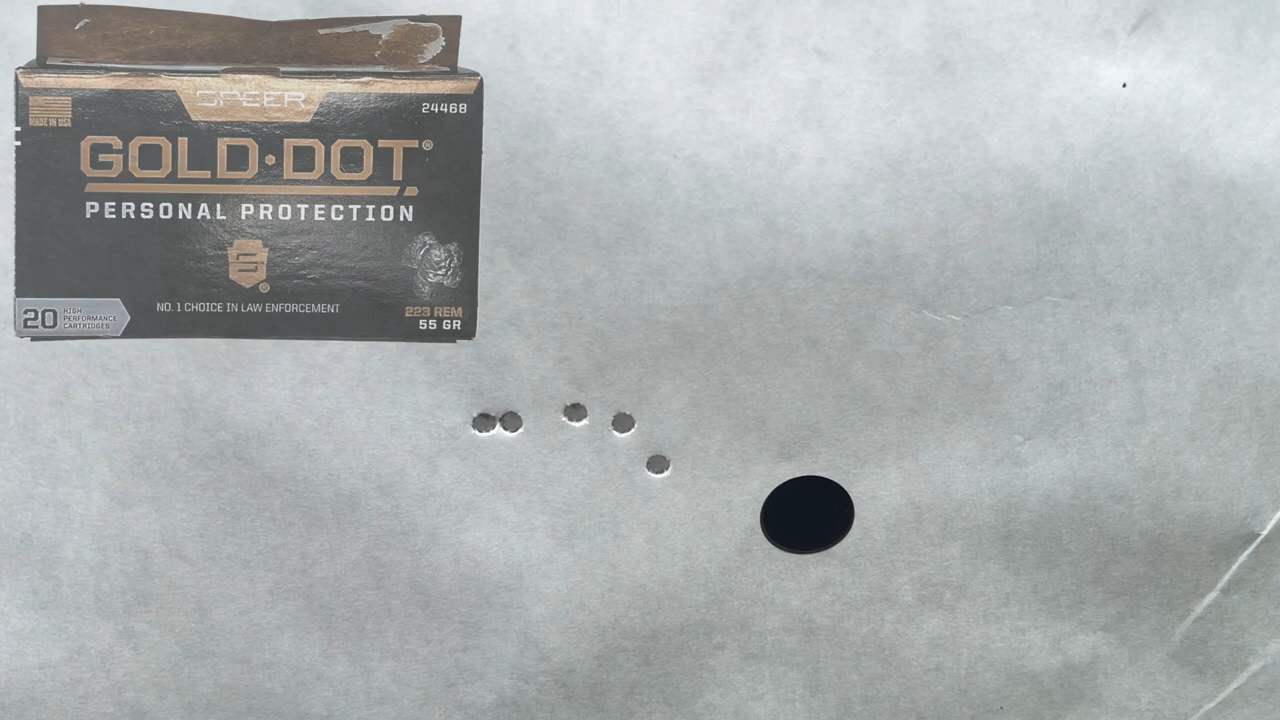 SPEER
24468
MADE IN USA
GOLD·DOT®
PERSONAL PROTECTION
S
®
NO. 1 CHOICE IN LAW ENFORCEMENT
20 HIGH
PERFORMANCE
CARTRIDGES
223 REM
55 GR